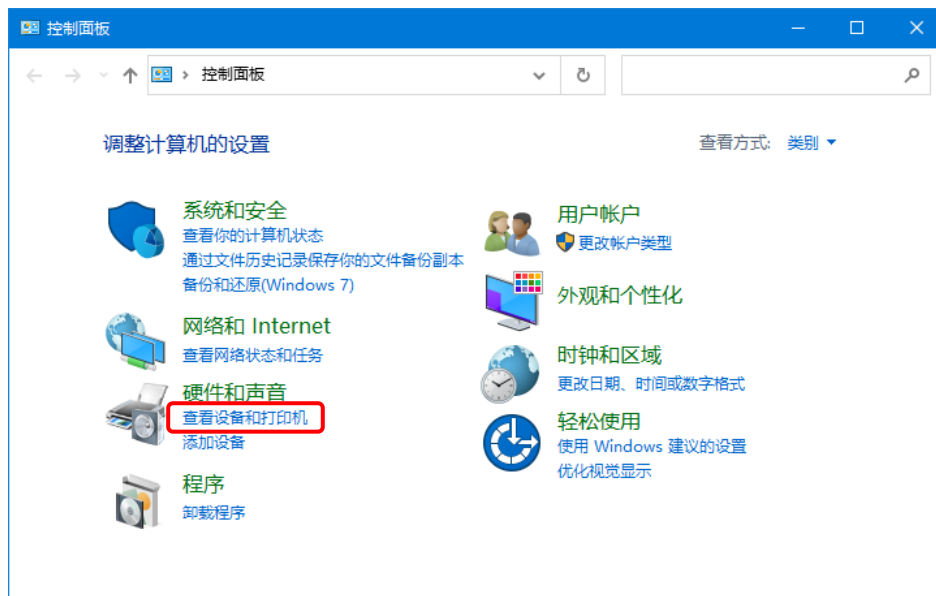 控制面板
控制面板
调整计算机的设置
查看方式: 类别
系统和安全
查看你的计算机状态
通过文件历史记录保存你的文件备份副本
备份和还原(Windows 7)
网络和 Internet
查看网络状态和任务
硬件和声音
查看设备和打印机
添加设备
程序
卸载程序
用户帐户
更改帐户类型
外观和个性化
时钟和区域
更改日期、时间或数字格式
轻松使用
使用 Windows 建议的设置
优化视觉显示